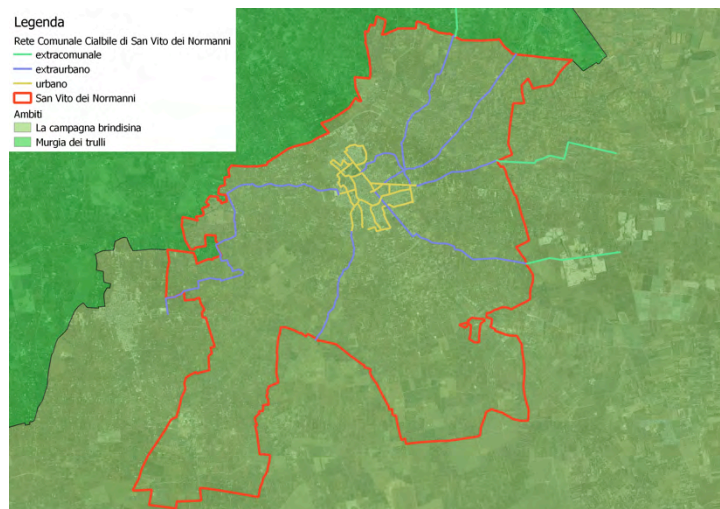 Legenda
Rete Comunale Cialbile di San Vito dei Normanni
extracomunale
extraurbano
urbano
San Vito dei Normanni
Ambiti
La campagna brindisina
Murgia dei trulli